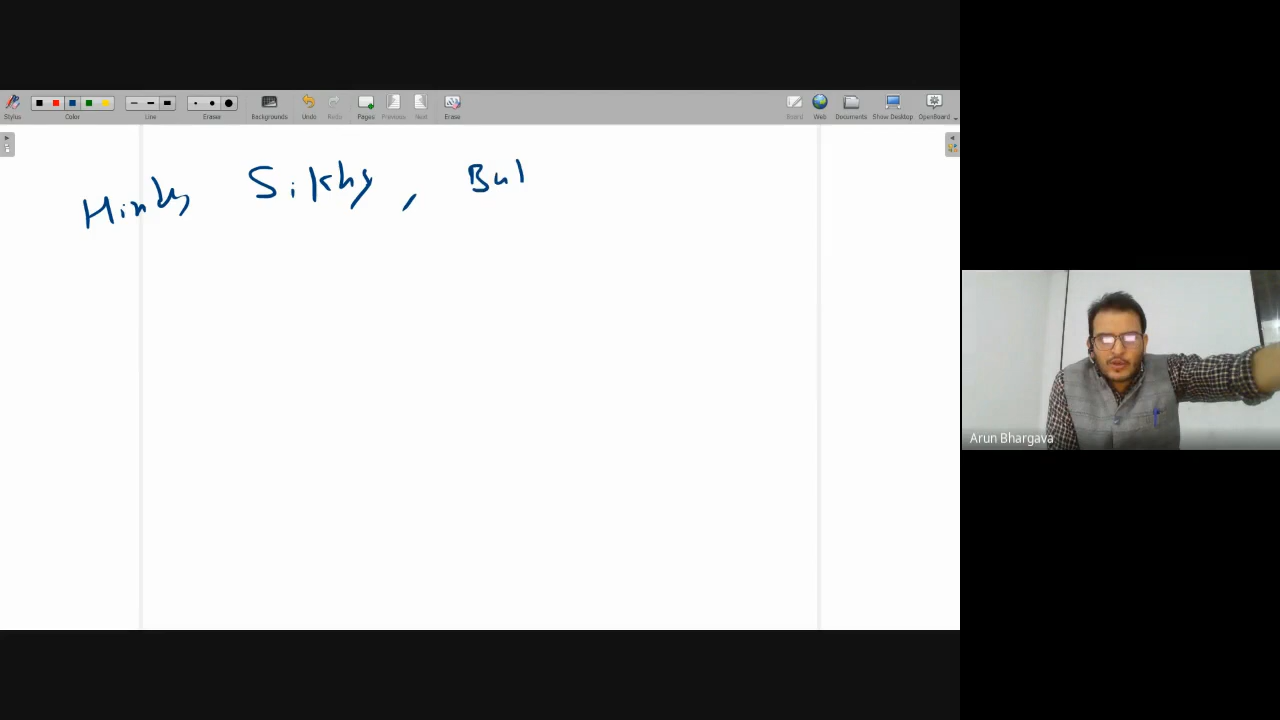 Stylus Color Line Eraser Backgrounds Undo Redo Pages Previous Next Erase Board Web Documents Show Desktop OpenBoard
Hindu Sikhs, Bud
Arun Bhargava